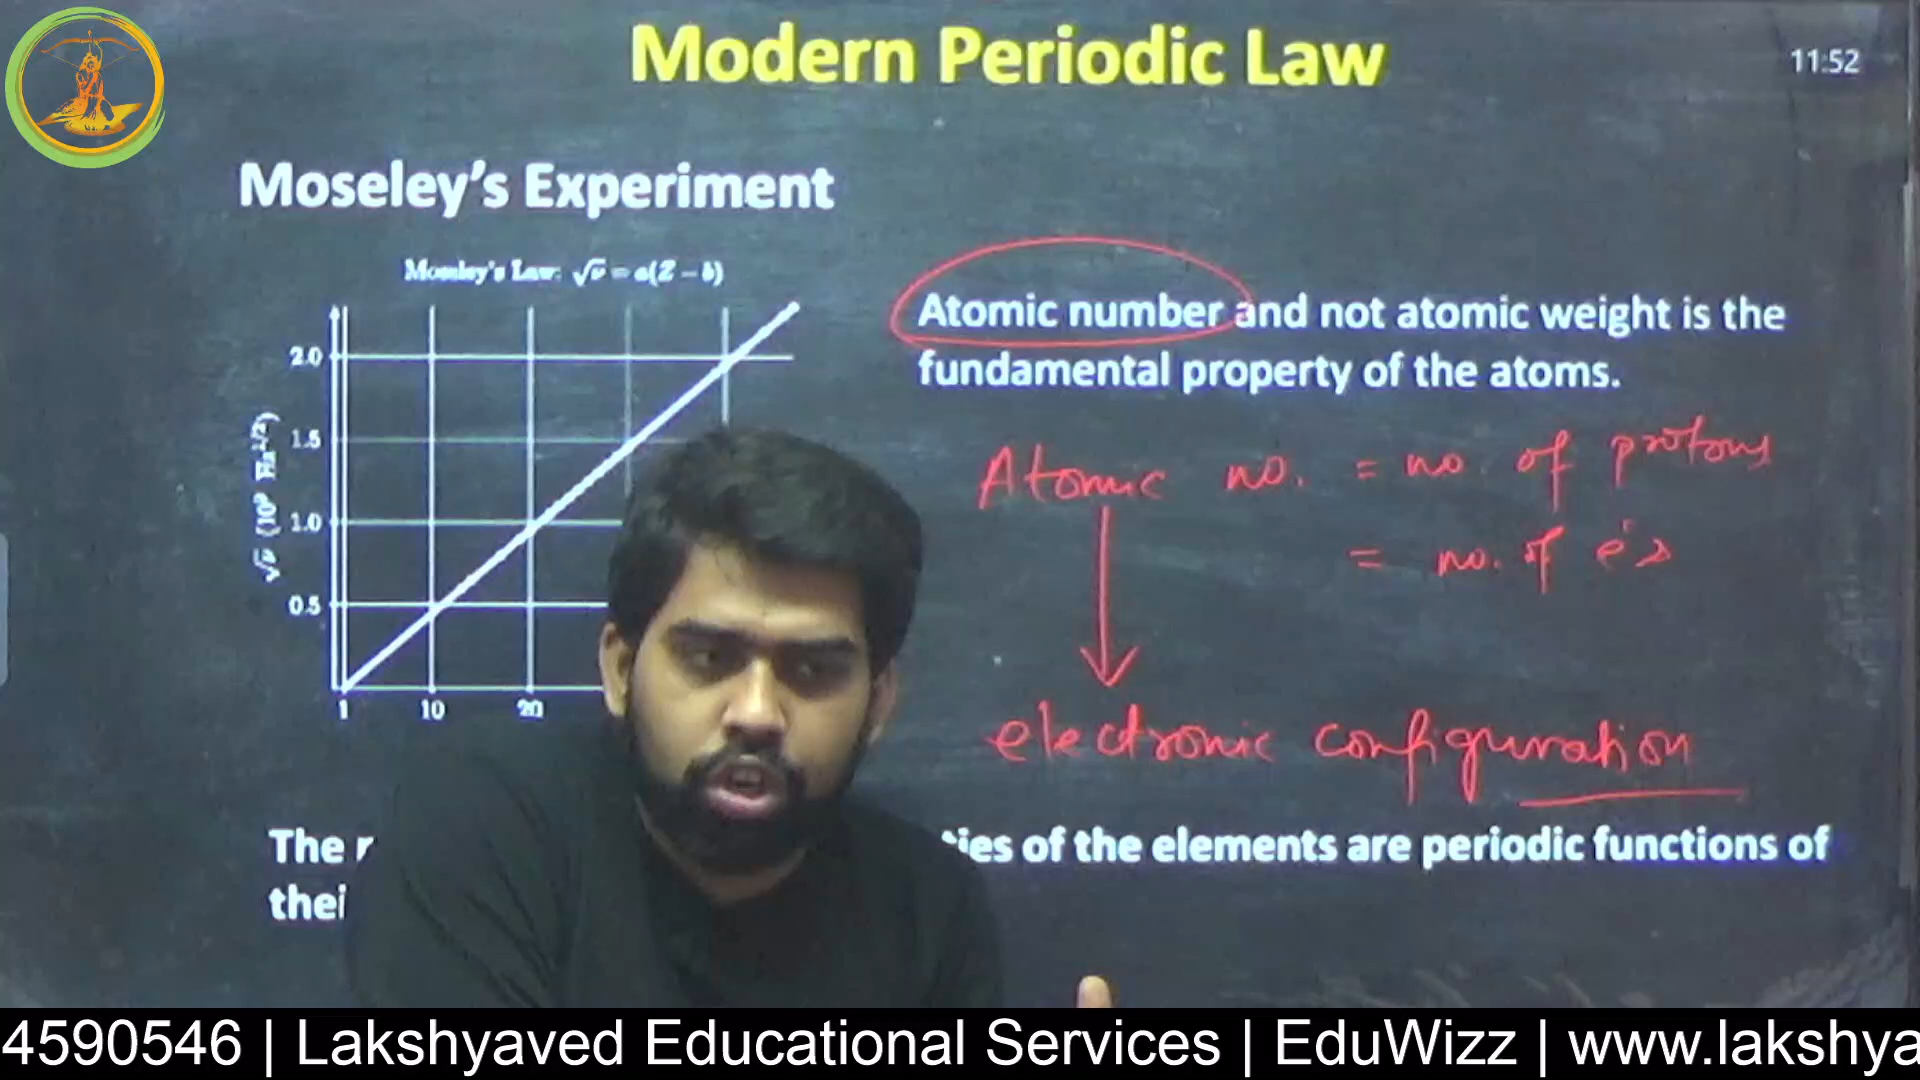 Modern Periodic Law
11:52
Moseley's Experiment
Moseley's Law: √ν = a(Z – b)
2.0
1.5
1.0
0.5
√ν (10⁹ Hz¹/²)
1 10 20
Atomic number and not atomic weight is the
fundamental property of the atoms.
Atomic no. = no. of protons
= no. of e's
electronic configuration
The
of the elements are periodic functions of
4590546 | Lakshyaved Educational Services | EduWizz | www.lakshya